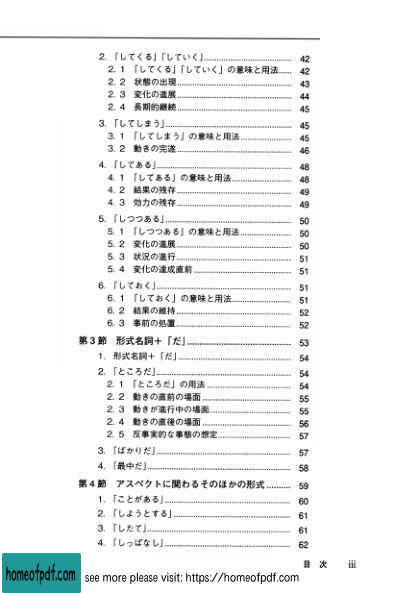 2. 「してくる」「していく」 42
2. 1 「してくる」「していく」の意味と用法 42
2. 2 状態の出現 43
2. 3 変化の進展 44
2. 4 長期的継続 45
3. 「してしまう」 45
3. 1 「してしまう」の意味と用法 45
3. 2 動きの完遂 46
4. 「してある」 48
4. 1 「してある」の意味と用法 48
4. 2 結果の残存 49
4. 3 効力の残存 49
5. 「しつつある」 50
5. 1 「しつつある」の意味と用法 50
5. 2 変化の進展 50
5. 3 状況の進行 51
5. 4 変化の達成直前 51
6. 「しておく」 51
6. 1 「しておく」の意味と用法 51
6. 2 結果の維持 52
6. 3 事前の処置 52
第3節 形式名詞+「だ」 53
1. 形式名詞+「だ」 54
2. 「ところだ」 54
2. 1 「ところだ」の用法 54
2. 2 動きの直前の場面 55
2. 3 動きが進行中の場面 55
2. 4 動きの直後の場面 56
2. 5 反事実的な事態の想定 57
3. 「ばかりだ」 57
4. 「最中だ」 58
第4節 アスペクトに関わるそのほかの形式 59
1. 「ことがある」 60
2. 「しようとする」 61
3. 「したて」 61
4. 「しっぱなし」 62
目 次 iii
homeofpdf.com see more please visit: https://homeofpdf.com